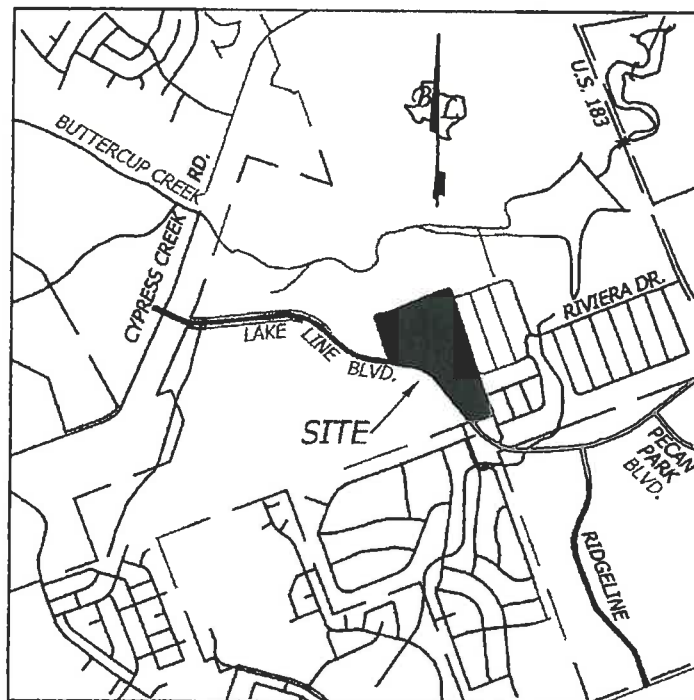 U.S. 183
BUTTERCUP CREEK
RD.
CYPRESS CREEK
RIVIERA DR.
LAKE LINE BLVD.
SITE
PECAN
PARK
BLVD.
RIDGELINE